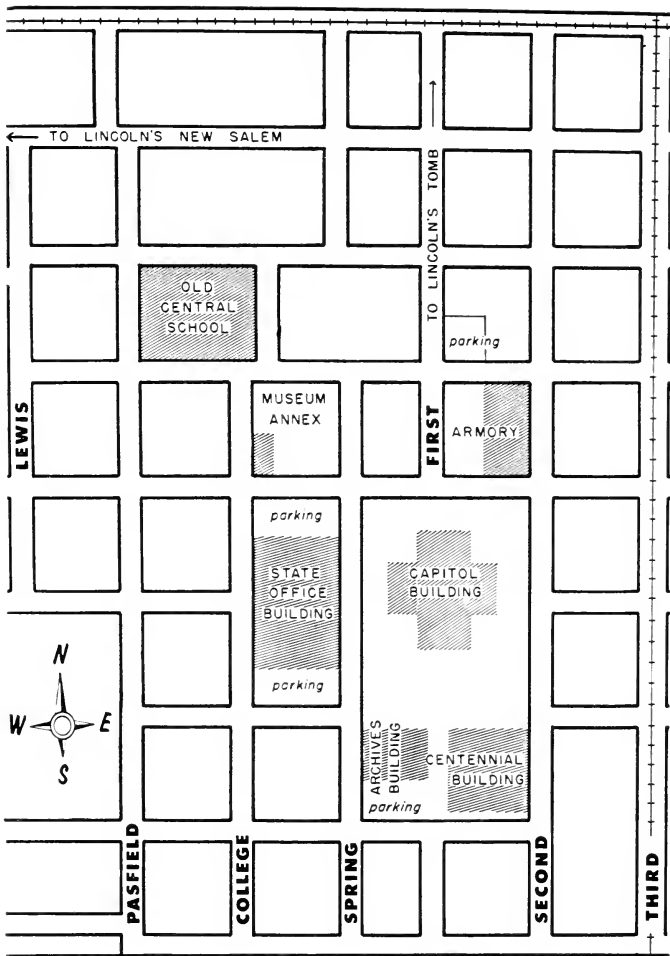 TO LINCOLN'S NEW SALEM
TO LINCOLN'S TOMB
OLD
CENTRAL
SCHOOL
parking
LEWIS
MUSEUM
ANNEX
FIRST
ARMORY
parking
STATE
OFFICE
BUILDING
parking
CAPITOL
BUILDING
N
W E
S
ARCHIVES
BUILDING
parking
CENTENNIAL
BUILDING
PASFIELD
COLLEGE
SPRING
SECOND
THIRD